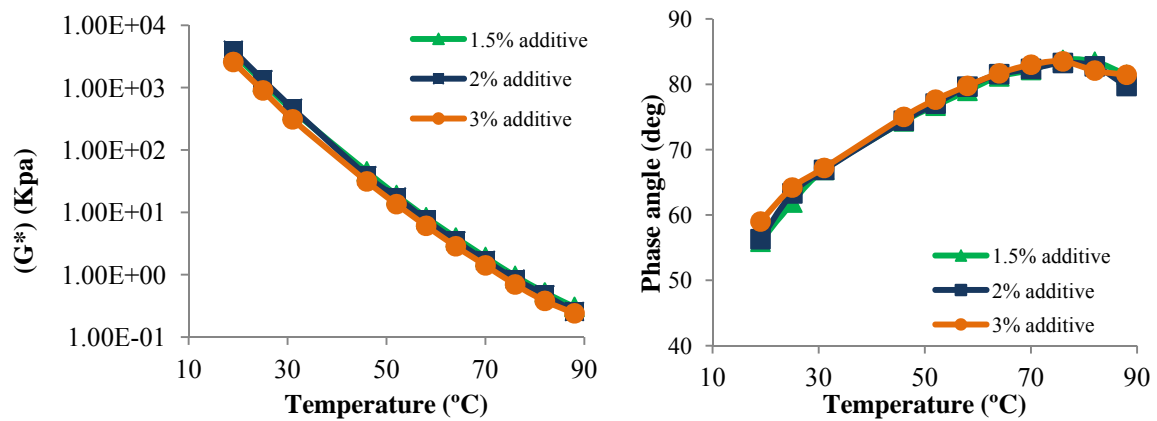 1.00E+04
1.00E+03
1.00E+02
1.00E+01
1.00E+00
1.00E-01
(G*) (Kpa)
1.5% additive
2% additive
3% additive
10 30 50 70 90
Temperature (ºC)
90
80
70
60
50
40
Phase angle (deg)
1.5% additive
2% additive
3% additive
10 30 50 70 90
Temperature (ºC)